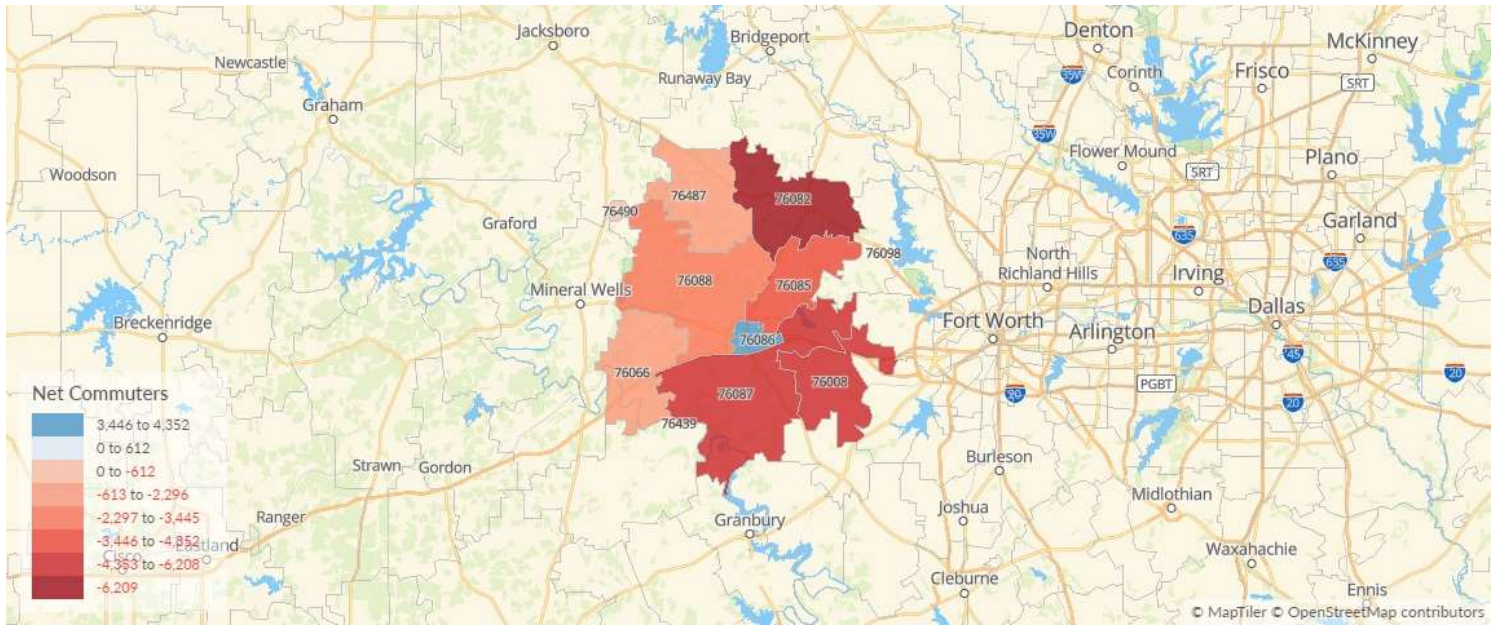 Jacksboro
Bridgeport
Denton
McKinney
Newcastle
Runaway Bay
35W
Corinth
Frisco
SRT
Graham
35W
Flower Mound
SRT
Plano
Woodson
76487
76082
76490
Graford
Garland
635
76098
North
Richland Hills
Irving
635
76088
76085
Mineral Wells
Breckenridge
76086
Fort Worth
Arlington
Dallas
45
20
76066
76087
76008
PGBT
20
20
76439
Strawn
Gordon
Burleson
Midlothian
Ranger
Granbury
Joshua
Waxahachie
Eastland
Cisco
Cleburne
Ennis
Net Commuters
3,446 to 4,352
0 to 612
0 to -612
-613 to -2,296
-2,297 to -3,445
-3,446 to -4,352
-4,353 to -6,208
-6,209
© MapTiler © OpenStreetMap contributors